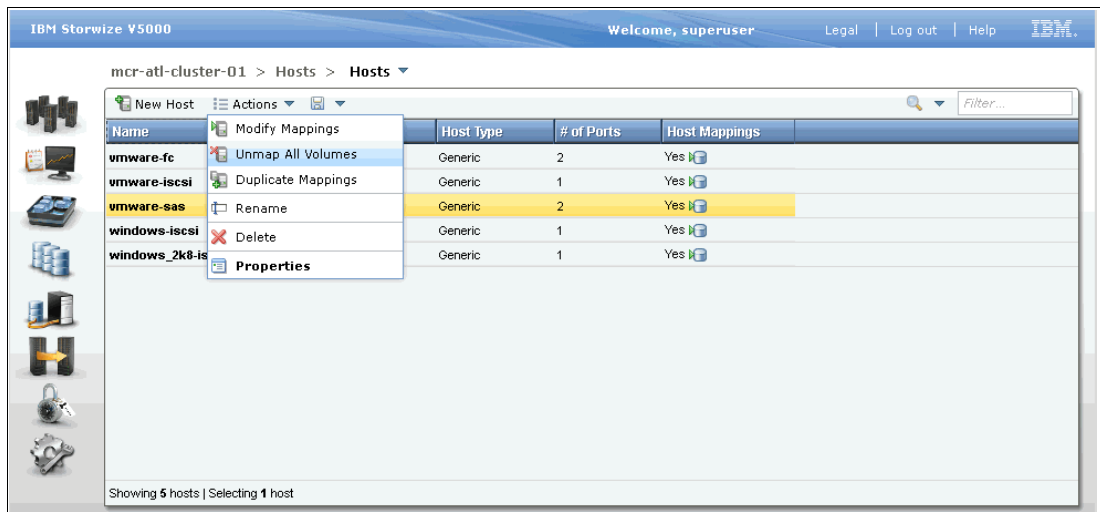 IBM Storwize V5000 Welcome, superuser Legal | Log out | Help IBM.
mcr-atl-cluster-01 > Hosts > Hosts
New Host Actions Filter...
Name Host Type # of Ports Host Mappings
Modify Mappings
Unmap All Volumes
Duplicate Mappings
Rename
Delete
Properties
vmware-fc Generic 2 Yes
vmware-iscsi Generic 1 Yes
vmware-sas Generic 2 Yes
windows-iscsi Generic 1 Yes
windows_2k8-is Generic 1 Yes
Showing 5 hosts | Selecting 1 host